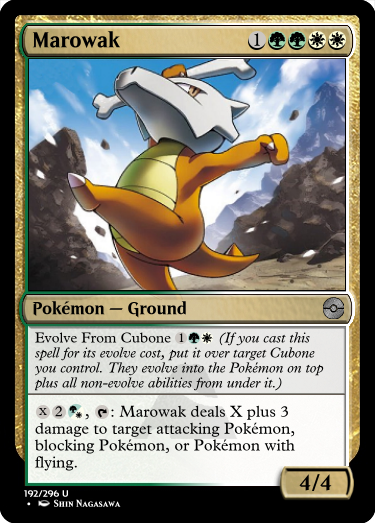 Marowak 1
Pokémon — Ground
Evolve From Cubone 1 (If you cast
this spell for its evolve cost, put it over target Cubone
you control. They evolve into the Pokémon on top
plus all non-evolve abilities from under it.)
X 2 , : Marowak deals X plus 3
damage to target attacking Pokémon,
blocking Pokémon, or Pokémon with
flying.
4/4
192/296 U
• Shin Nagasawa